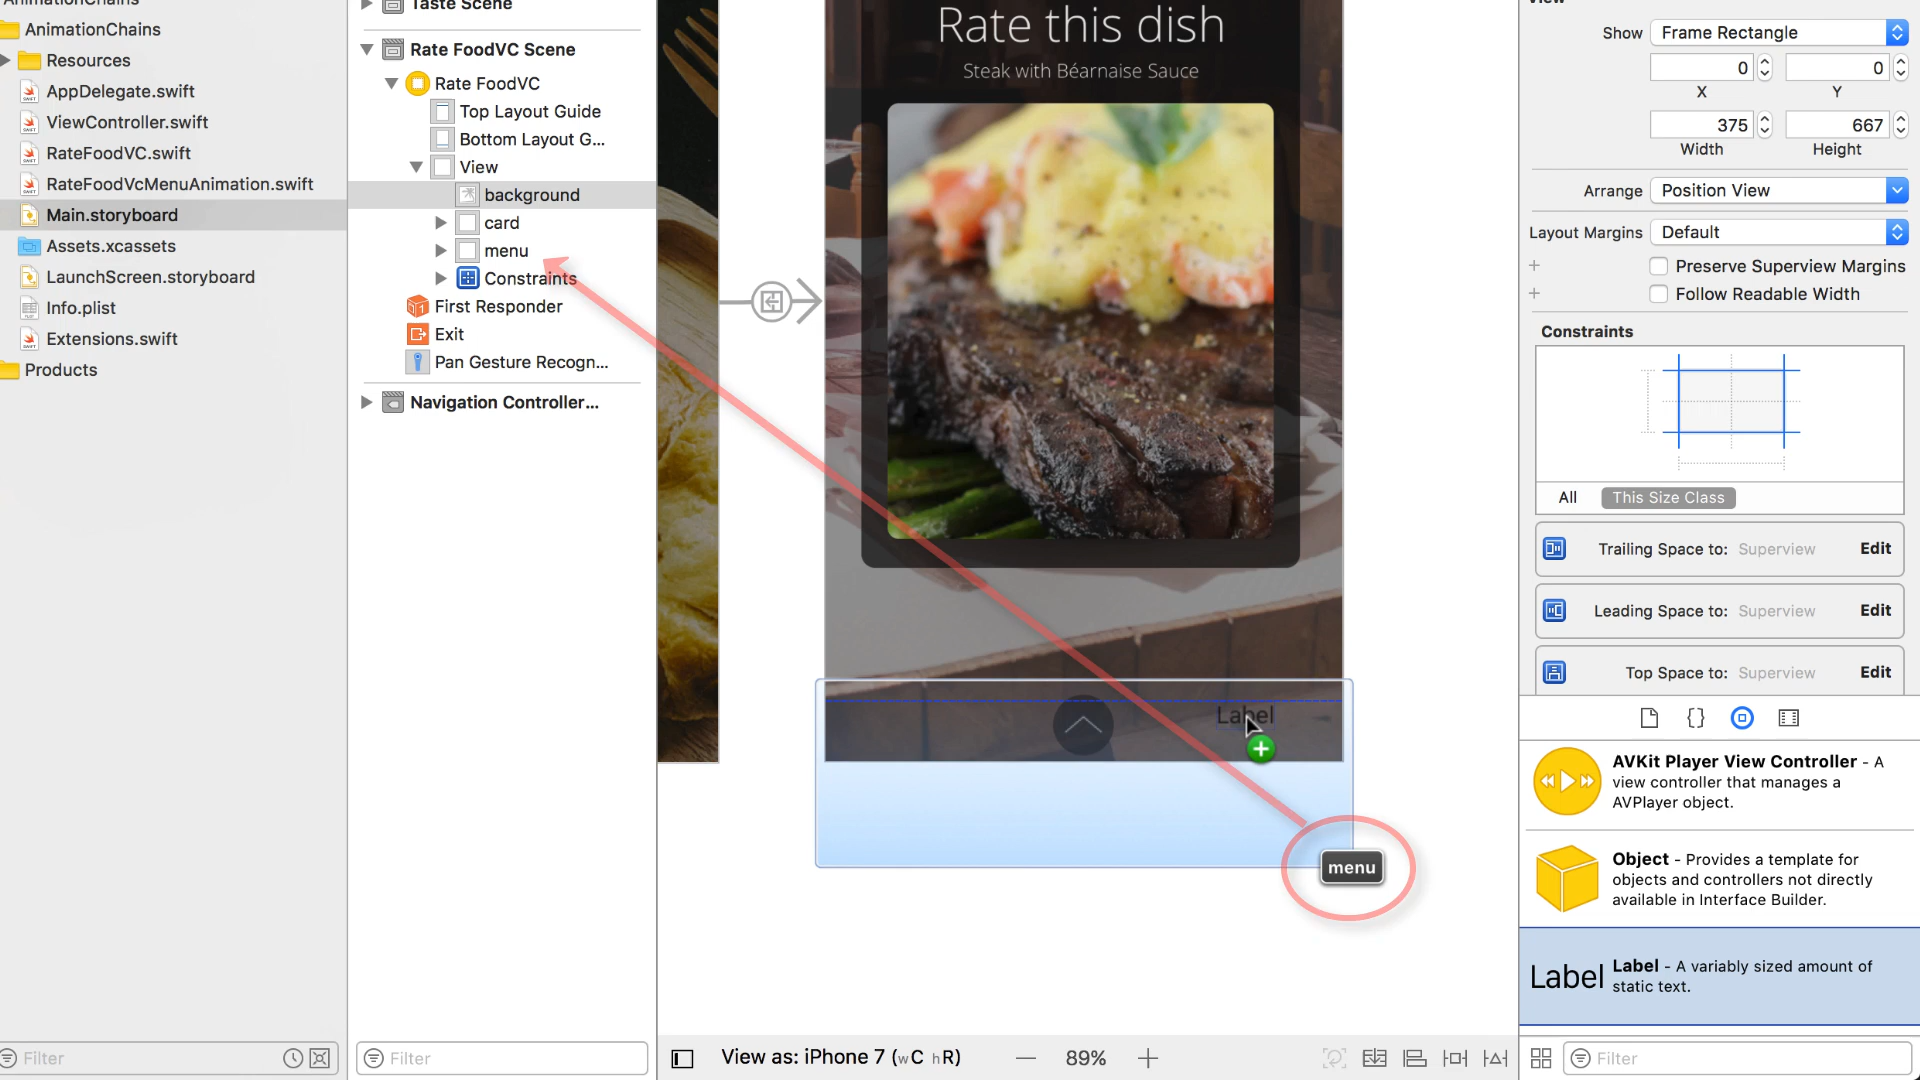 AnimationChains
AnimationChains
Resources
AppDelegate.swift
ViewController.swift
RateFoodVC.swift
RateFoodVcMenuAnimation.swift
Main.storyboard
Assets.xcassets
LaunchScreen.storyboard
Info.plist
Extensions.swift
Products
Filter
Taste Scene
Rate FoodVC Scene
Rate FoodVC
Top Layout Guide
Bottom Layout G...
View
background
card
menu
Constraints
First Responder
Exit
Pan Gesture Recogn...
Navigation Controller...
Filter
Rate this dish
Steak with Béarnaise Sauce
Label
menu
View as: iPhone 7 (wC hR)
89%
View
Show Frame Rectangle
0 0
X Y
375 667
Width Height
Arrange Position View
Layout Margins Default
Preserve Superview Margins
Follow Readable Width
Constraints
All This Size Class
Trailing Space to: Superview Edit
Leading Space to: Superview Edit
Top Space to: Superview Edit
AVKit Player View Controller - A
view controller that manages a
AVPlayer object.
Object - Provides a template for
objects and controllers not directly
available in Interface Builder.
Label
Label - A variably sized amount of
static text.
Filter